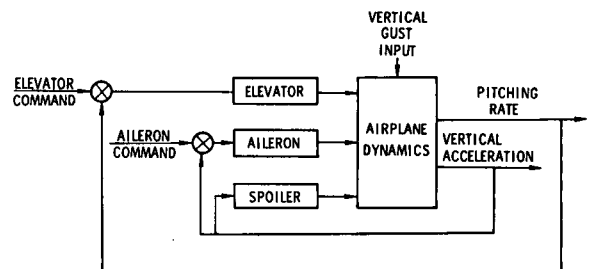 VERTICAL
GUST
INPUT
ELEVATOR
COMMAND
ELEVATOR
PITCHING
RATE
AILERON
COMMAND
AILERON
AIRPLANE
DYNAMICS
VERTICAL
ACCELERATION
SPOILER